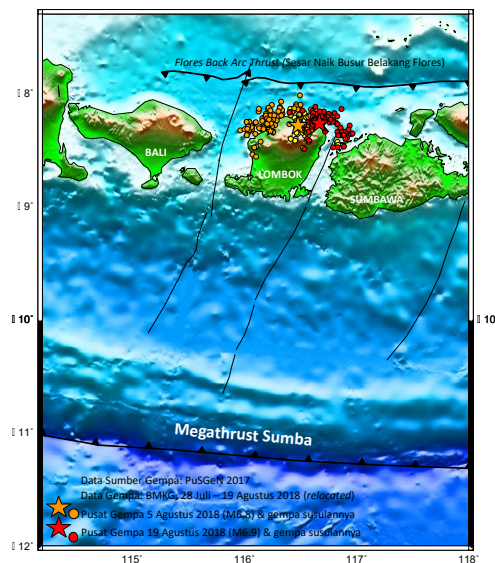 Flores Back Arc Thrust (Sesar Naik Busur Belakang Flores)
8˚
BALI
LOMBOK
SUMBAWA
9˚
10˚
10
11˚
Megathrust Sumba
Data Sumber Gempa: PuSGeN 2017
Data Gempa: BMKG, 28 Juli – 19 Agustus 2018 (relocated)
Pusat Gempa 5 Agustus 2018 (M6.8) & gempa susulannya
Pusat Gempa 19 Agustus 2018 (M6.9) & gempa susulannya
12˚
115˚ 116˚ 117˚ 118˚